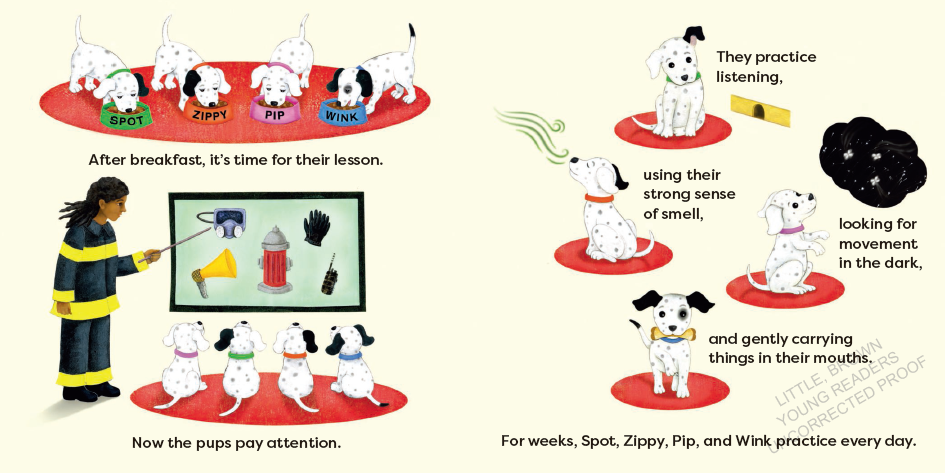 SPOT
ZIPPY
PIP
WINK
After breakfast, it's time for their lesson.
Now the pups pay attention.
They practice
listening,
using their
strong sense
of smell,
looking for
movement
in the dark,
and gently carrying
things in their mouths.
LITTLE, BROWN
YOUNG READERS
UNCORRECTED PROOF
For weeks, Spot, Zippy, Pip, and Wink practice every day.